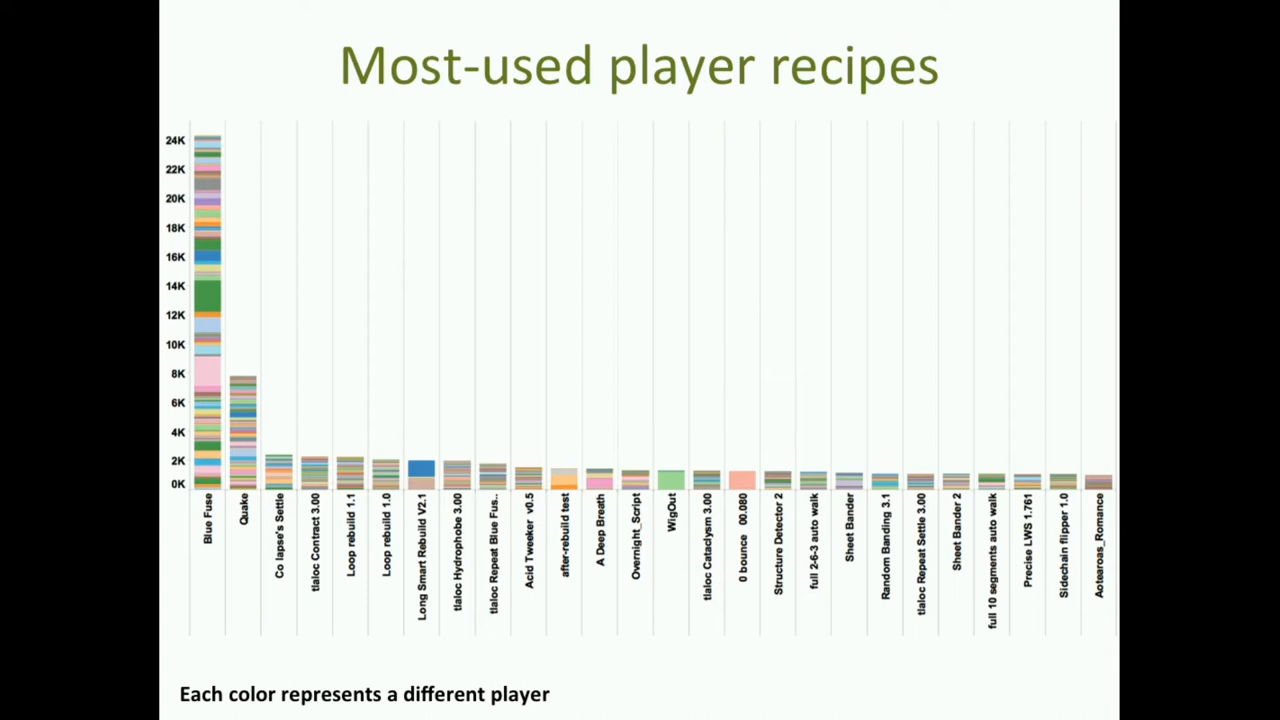 Most-used player recipes
24K
22K
20K
18K
16K
14K
12K
10K
8K
6K
4K
2K
0K
Blue Fuse
Quake
Co lapse's Settle
tlaloc Contract 3.00
Loop rebuild 1.1
Loop rebuild 1.0
Long Smart Rebuild V2.1
tlaloc Hydrophobe 3.00
tlaloc Repeat Blue Fus..
Acid Tweeker v0.5
after-rebuild test
A Deep Breath
Overnight_Script
WigOut
tlaloc Cataclysm 3.00
0 bounce 00.080
Structure Detector 2
full 2-6-3 auto walk
Sheet Bander
Random Banding 3.1
tlaloc Repeat Settle 3.00
Sheet Bander 2
full 10 segments auto walk
Precise LWS 1.761
Sidechain flipper 1.0
Aotearoas_Romance
Each color represents a different player